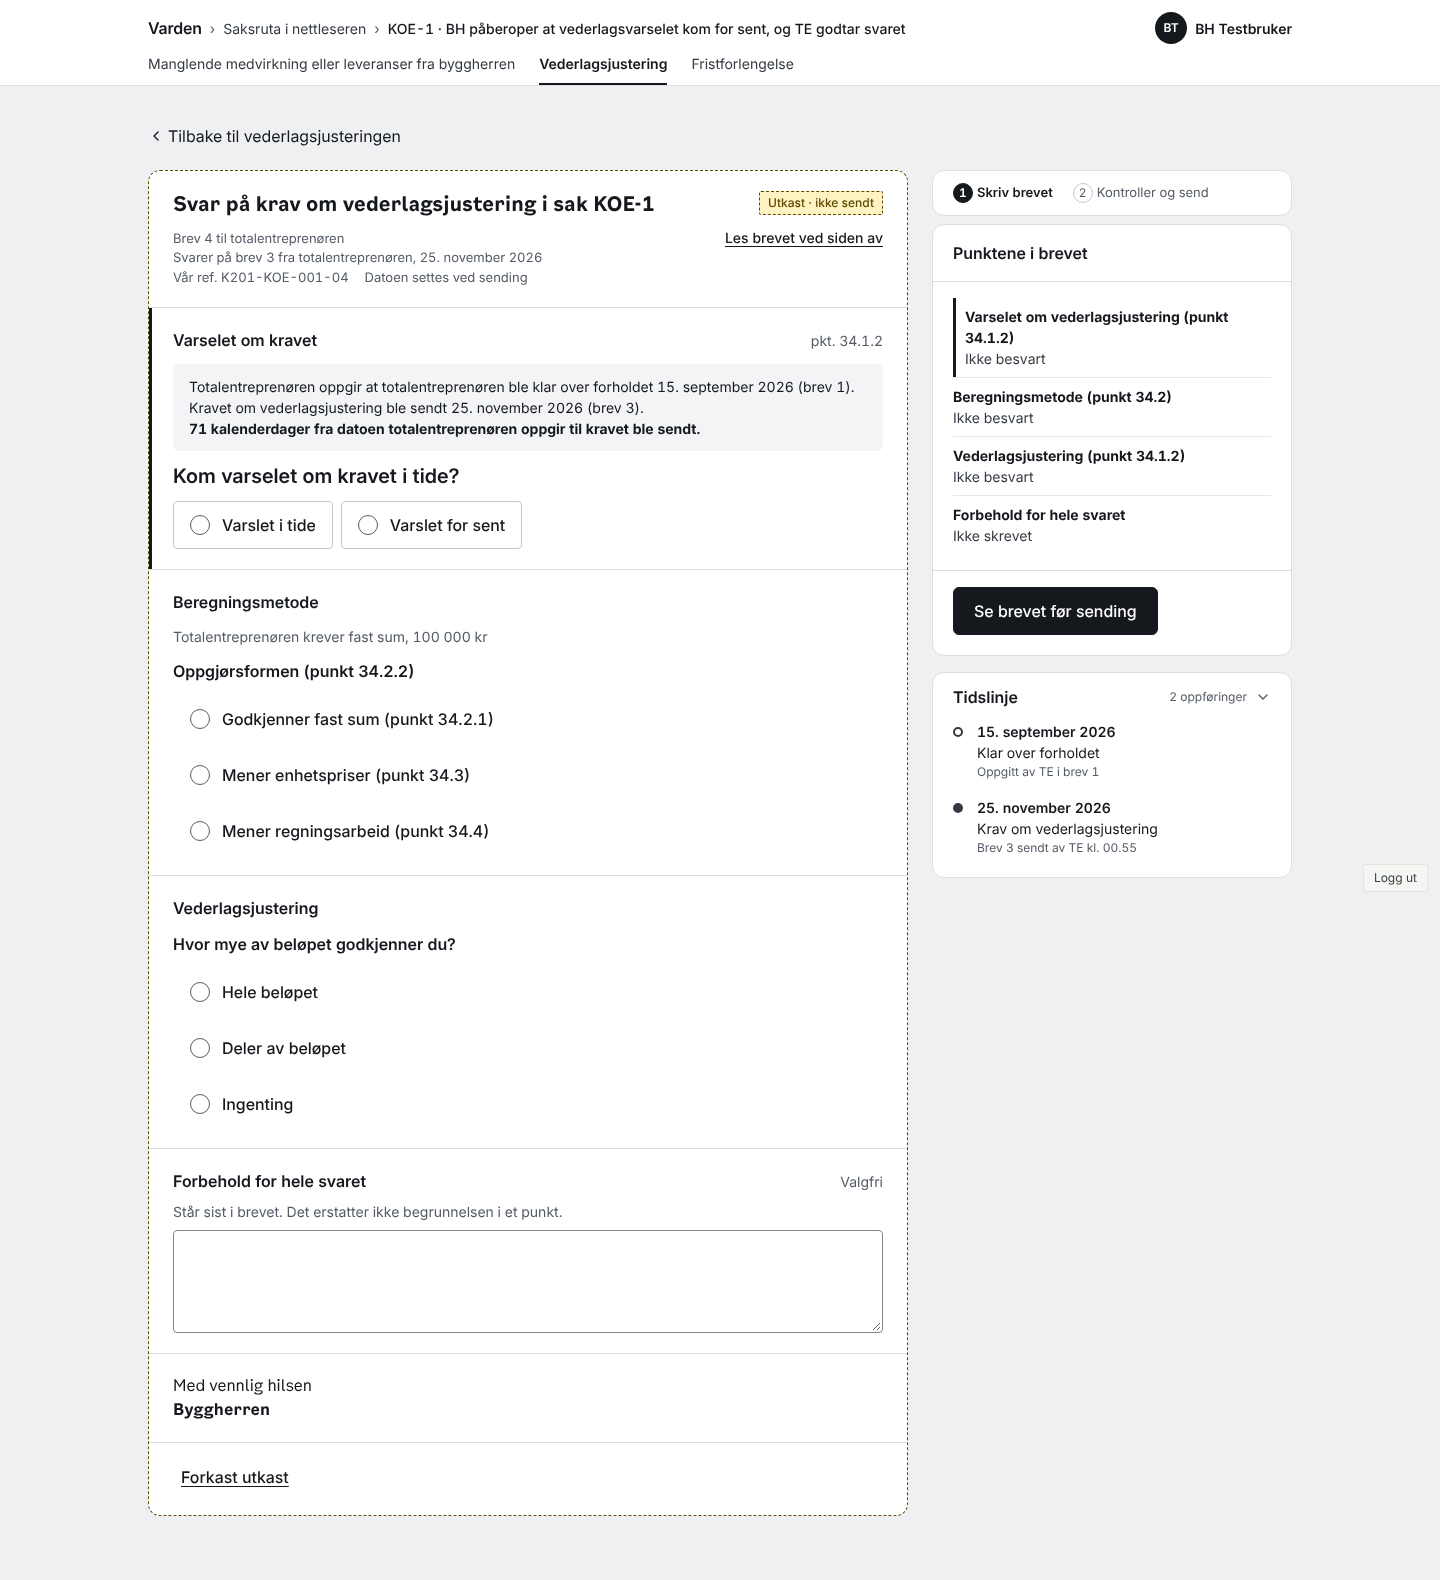 Varden › Saksruta i nettleseren › KOE-1 · BH påberoper at vederlagsvarselet kom for sent, og TE godtar svaret
BT BH Testbruker
Manglende medvirkning eller leveranser fra byggherren Vederlagsjustering Fristforlengelse
Tilbake til vederlagsjusteringen
Svar på krav om vederlagsjustering i sak KOE-1
Utkast · ikke sendt
Brev 4 til totalentreprenøren
Les brevet ved siden av
Svarer på brev 3 fra totalentreprenøren, 25. november 2026
Vår ref. K201-KOE-001-04 Datoen settes ved sending
Varselet om kravet
pkt. 34.1.2
Totalentreprenøren oppgir at totalentreprenøren ble klar over forholdet 15. september 2026 (brev 1).
Kravet om vederlagsjustering ble sendt 25. november 2026 (brev 3).
71 kalenderdager fra datoen totalentreprenøren oppgir til kravet ble sendt.
Kom varselet om kravet i tide?
Varslet i tide
Varslet for sent
Beregningsmetode
Totalentreprenøren krever fast sum, 100 000 kr
Oppgjørsformen (punkt 34.2.2)
Godkjenner fast sum (punkt 34.2.1)
Mener enhetspriser (punkt 34.3)
Mener regningsarbeid (punkt 34.4)
Vederlagsjustering
Hvor mye av beløpet godkjenner du?
Hele beløpet
Deler av beløpet
Ingenting
Forbehold for hele svaret
Valgfri
Står sist i brevet. Det erstatter ikke begrunnelsen i et punkt.
Med vennlig hilsen
Byggherren
Forkast utkast
1 Skriv brevet 2 Kontroller og send
Punktene i brevet
Varselet om vederlagsjustering (punkt
34.1.2)
Ikke besvart
Beregningsmetode (punkt 34.2)
Ikke besvart
Vederlagsjustering (punkt 34.1.2)
Ikke besvart
Forbehold for hele svaret
Ikke skrevet
Se brevet før sending
Tidslinje
2 oppføringer
15. september 2026
Klar over forholdet
Oppgitt av TE i brev 1
25. november 2026
Krav om vederlagsjustering
Brev 3 sendt av TE kl. 00.55
Logg ut